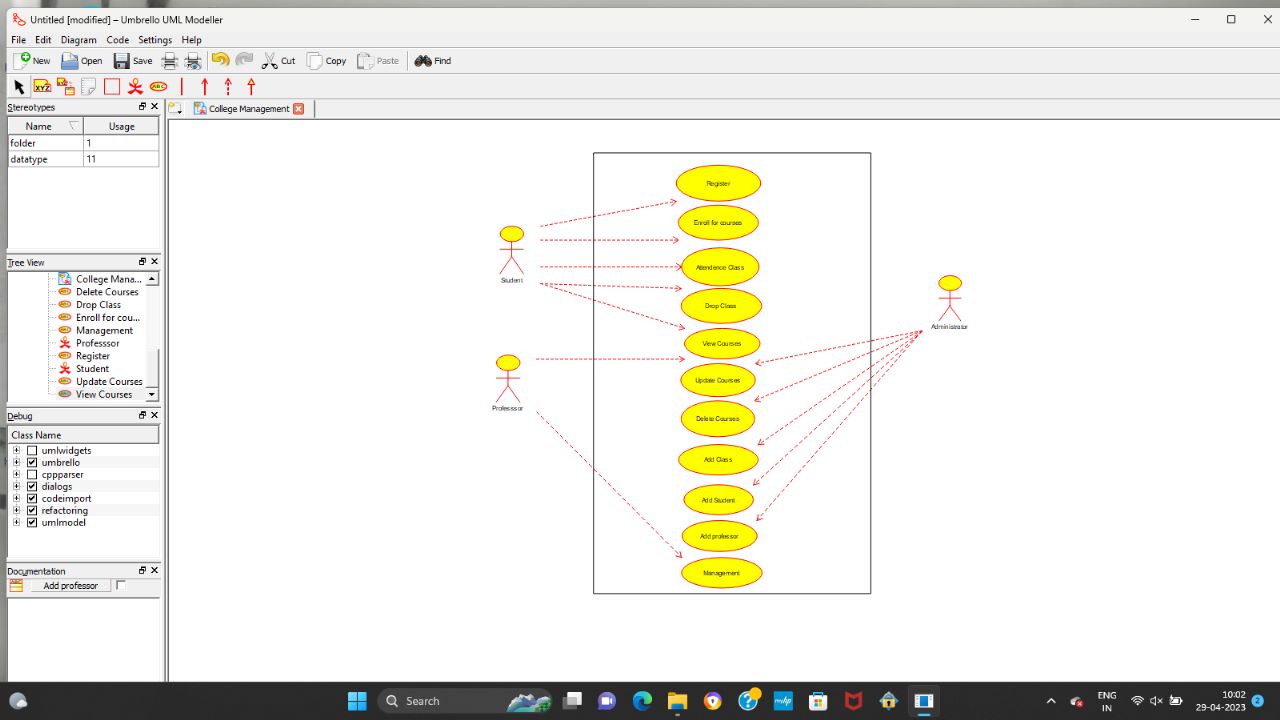 Untitled [modified] – Umbrello UML Modeller
File Edit Diagram Code Settings Help
New Open Save Cut Copy Paste Find
XYZ ABC
Stereotypes
College Management
Name Usage
folder 1
datatype 11
Tree View
College Mana...
Delete Courses
Drop Class
Enroll for cou...
Management
Professsor
Register
Student
Update Courses
View Courses
Debug
Class Name
umlwidgets
umbrello
cppparser
dialogs
codeimport
refactoring
umlmodel
Documentation
Add professor
Register
Enroll for courses
Student
Attendence Class
Drop Class
Administrator
View Courses
Update Courses
Professsor
Delete Courses
Add Class
Add Student
Add professor
Management
Search
mhp
ENG
IN
10:02
29-04-2023
2